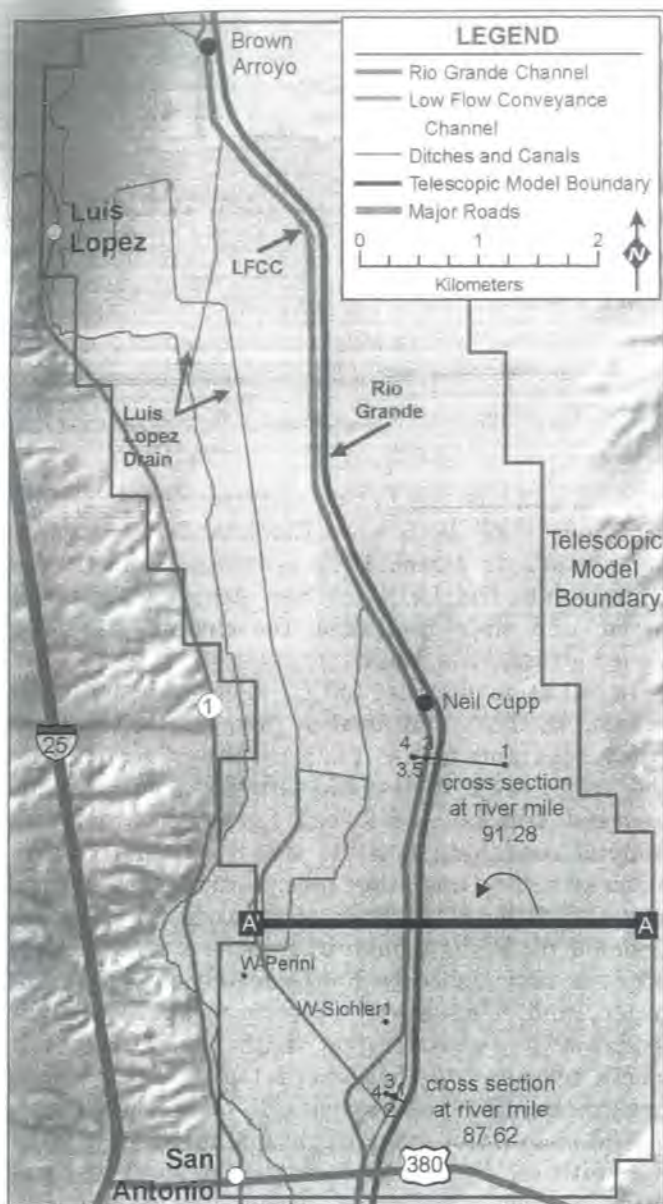 Brown
Arroyo
LEGEND
Rio Grande Channel
Low Flow Conveyance
Channel
Ditches and Canals
Telescopic Model Boundary
Major Roads
0 1 2
Kilometers
N
Luis
Lopez
LFCC
Luis
Lopez
Drain
Rio
Grande
Telescopic
Model
Boundary
Neil Cupp
1
25
4 3 1
3.5
cross section
at river mile
91.28
A' A
W-Perini
W-Sichler1
3
4 1
2
cross section
at river mile
87.62
San
Antonio
380